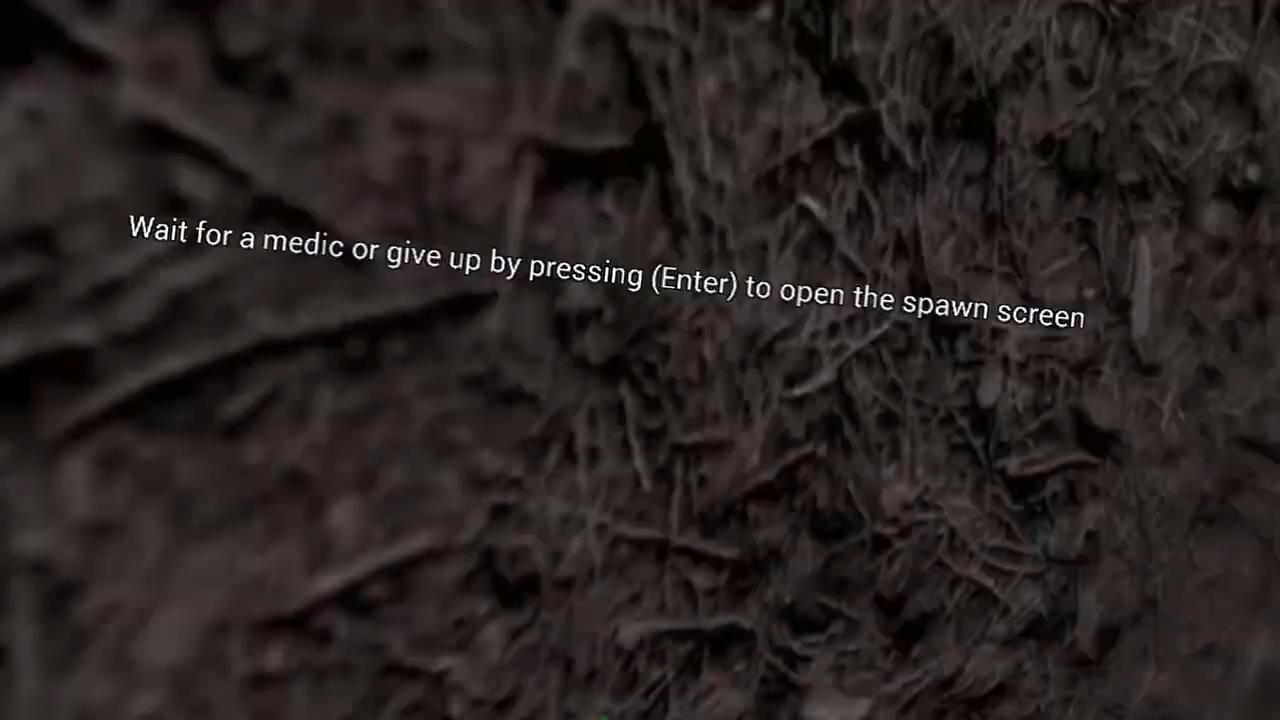 Wait for a medic or give up by pressing (Enter) to open the spawn screen